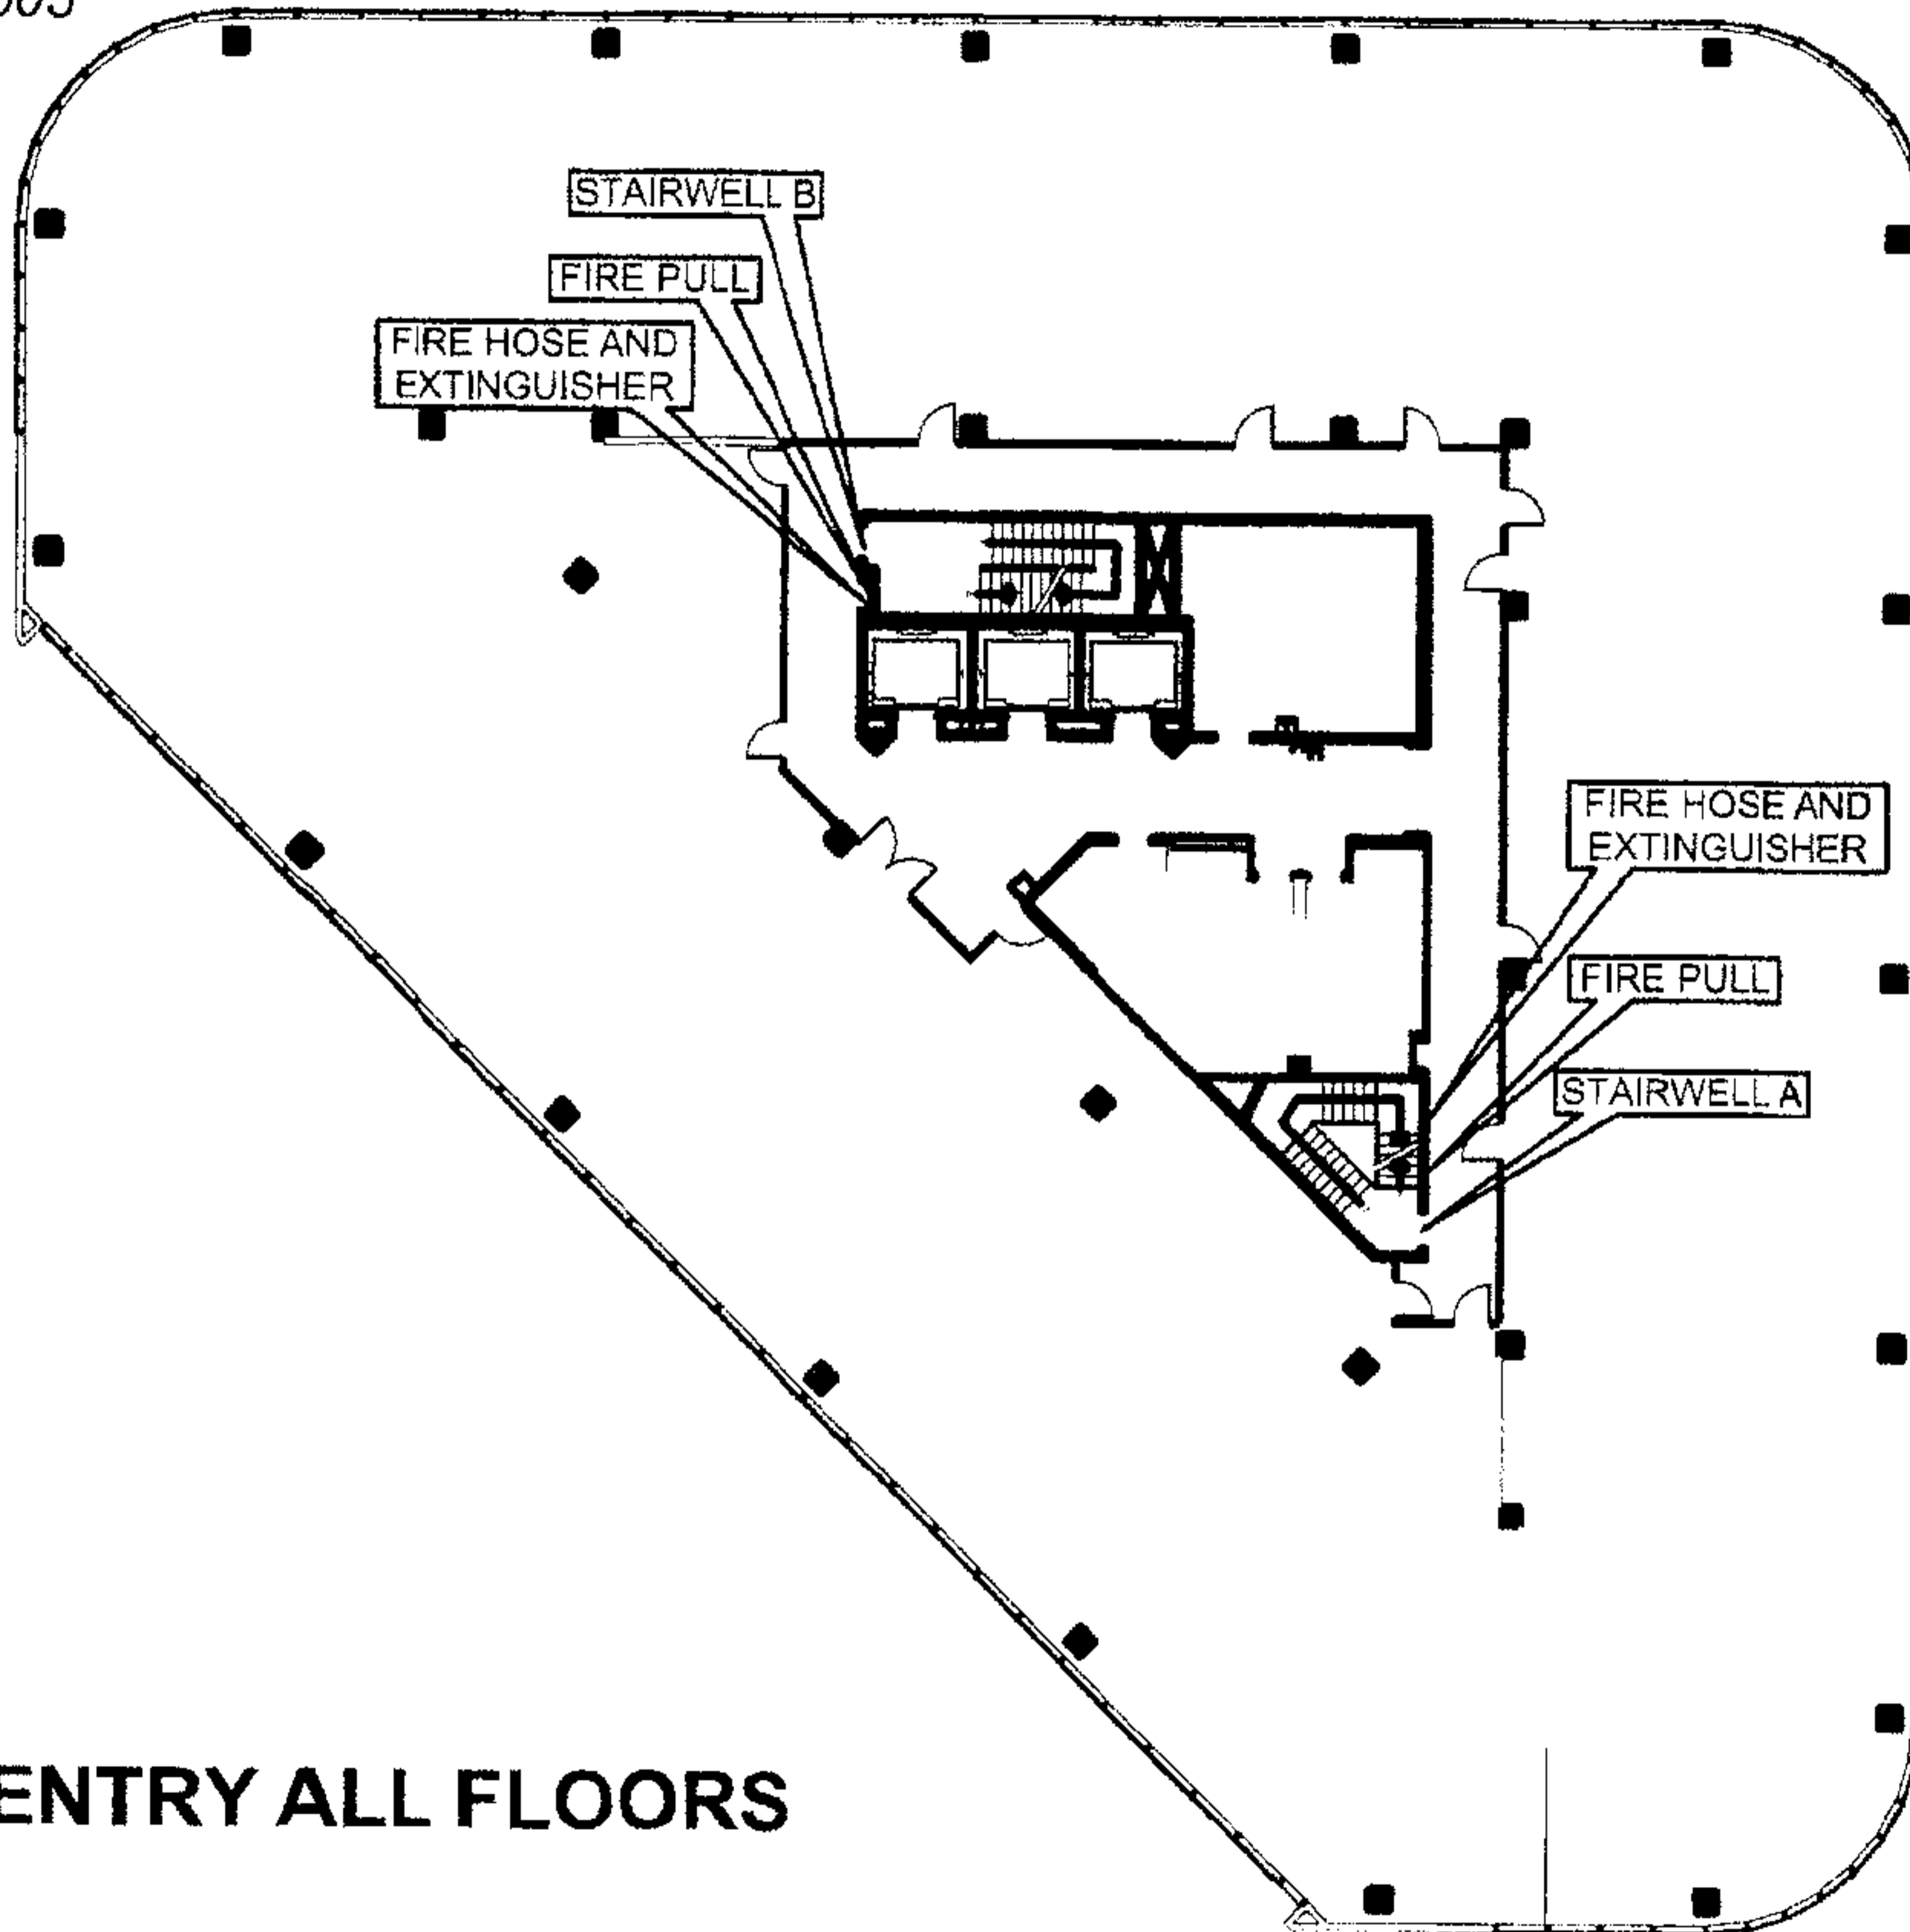 STAIRWELL B
FIRE PULL
FIRE HOSE AND
EXTINGUISHER
FIRE HOSE AND
EXTINGUISHER
FIRE PULL
STAIRWELL A
ENTRY ALL FLOORS